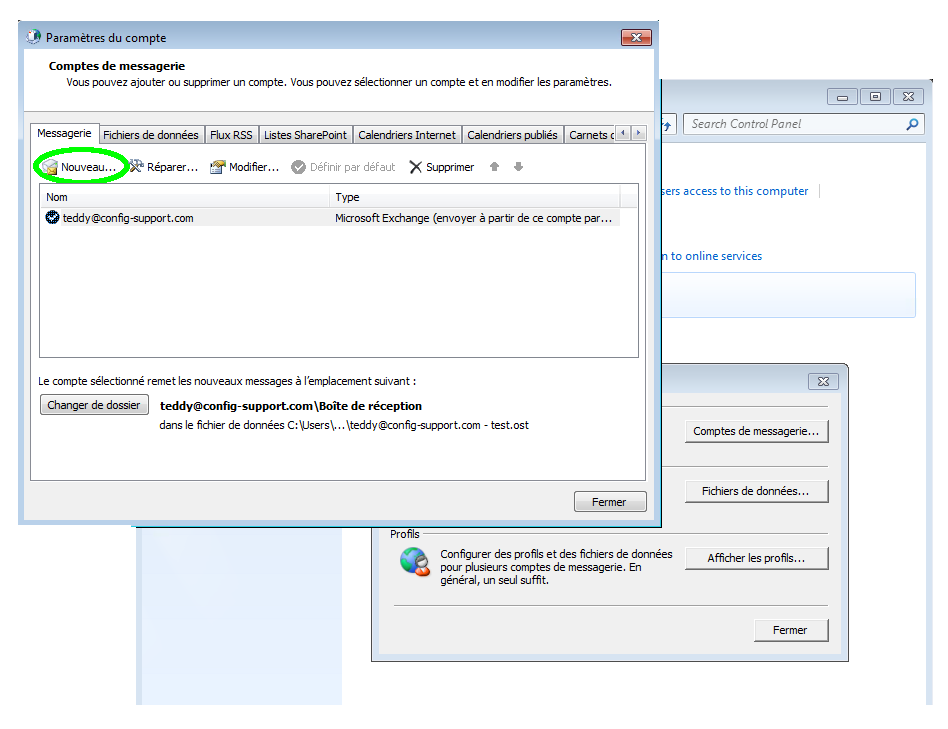 Paramètres du compte
Comptes de messagerie
Vous pouvez ajouter ou supprimer un compte. Vous pouvez sélectionner un compte et en modifier les paramètres.
Messagerie Fichiers de données Flux RSS Listes SharePoint Calendriers Internet Calendriers publiés Carnets
Nouveau... Réparer... Modifier... Définir par défaut Supprimer
Nom Type
teddy@config-support.com Microsoft Exchange (envoyer à partir de ce compte par...
Le compte sélectionné remet les nouveaux messages à l'emplacement suivant :
Changer de dossier teddy@config-support.com\Boîte de réception
dans le fichier de données C:\Users\...\teddy@config-support.com - test.ost
Fermer
Search Control Panel
sers access to this computer
n to online services
Comptes de messagerie...
Fichiers de données...
Profils
Configurer des profils et des fichiers de données
pour plusieurs comptes de messagerie. En
général, un seul suffit.
Afficher les profils...
Fermer